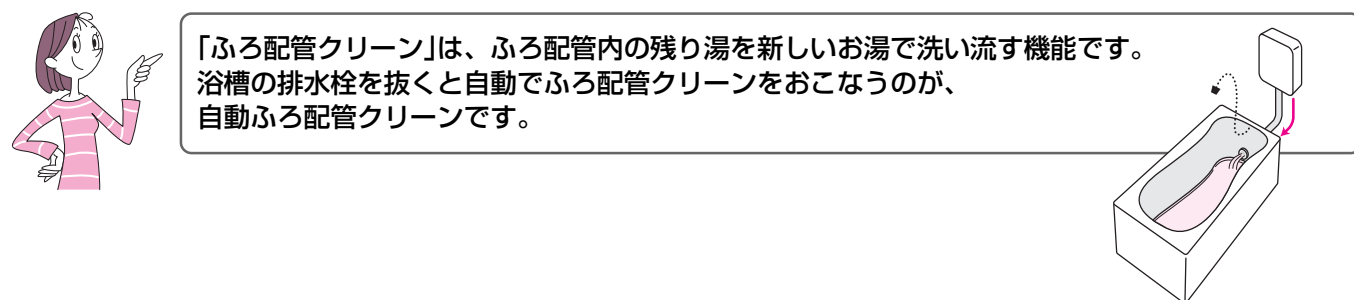 「ふろ配管クリーン」は、ふろ配管内の残り湯を新しいお湯で洗い流す機能です。
浴槽の排水栓を抜くと自動でふろ配管クリーンをおこなうのが、
自動ふろ配管クリーンです。